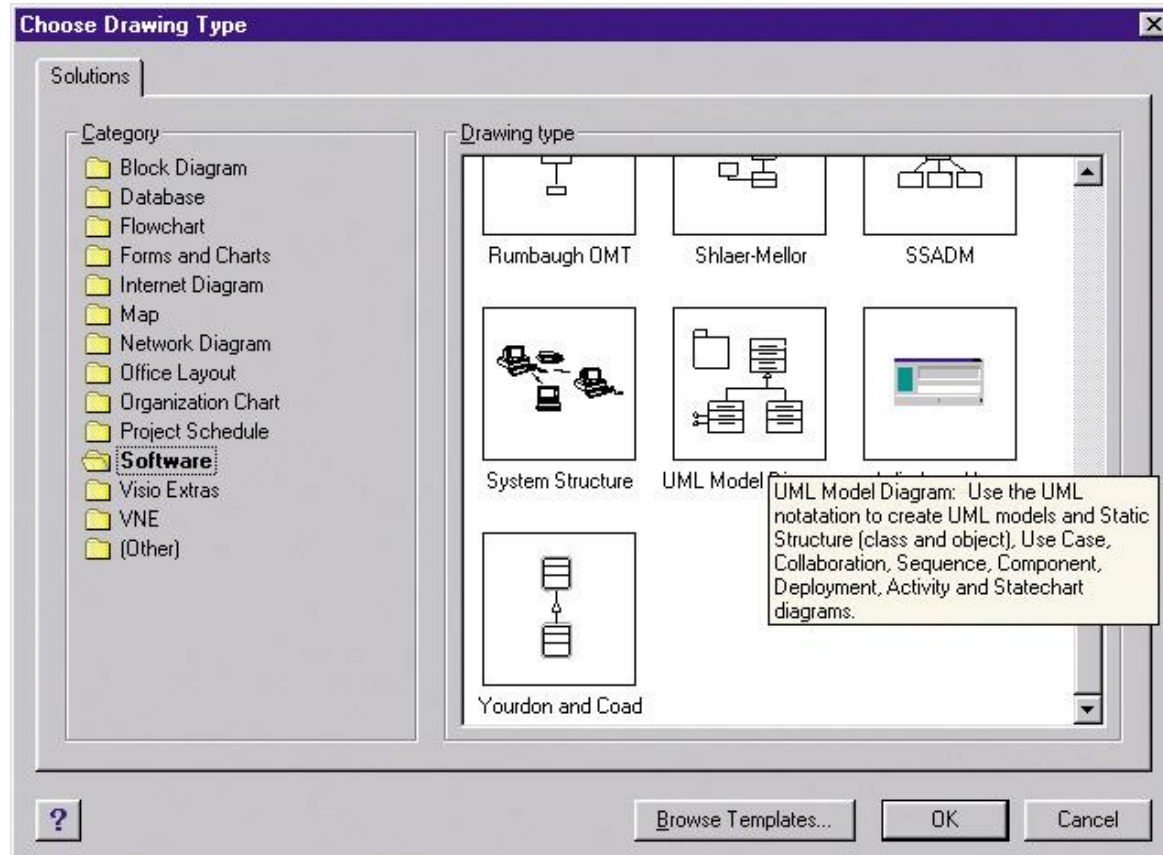 Choose Drawing Type
Solutions
Category
Block Diagram
Database
Flowchart
Forms and Charts
Internet Diagram
Map
Network Diagram
Office Layout
Organization Chart
Project Schedule
Software
Visio Extras
VNE
(Other)
Drawing type
Rumbaugh OMT
Shlaer-Mellor
SSADM
System Structure
UML Model
UML Model Diagram: Use the UML
notatation to create UML models and Static
Structure (class and object), Use Case,
Collaboration, Sequence, Component,
Deployment, Activity and Statechart
diagrams.
Yourdon and Coad
?
Browse Templates...
OK
Cancel